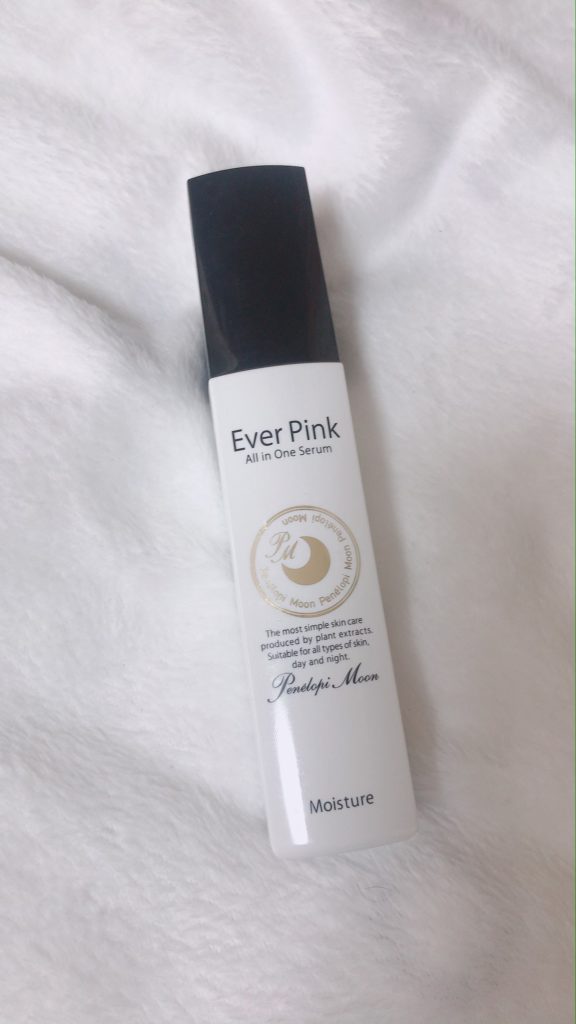 Ever Pink
All in One Serum
Penélopi Moon Penélopi Moon Penélopi Moon
PM
The most simple skin care
produced by plant extracts.
Suitable for all types of skin,
day and night.
Penélopi Moon
Moisture